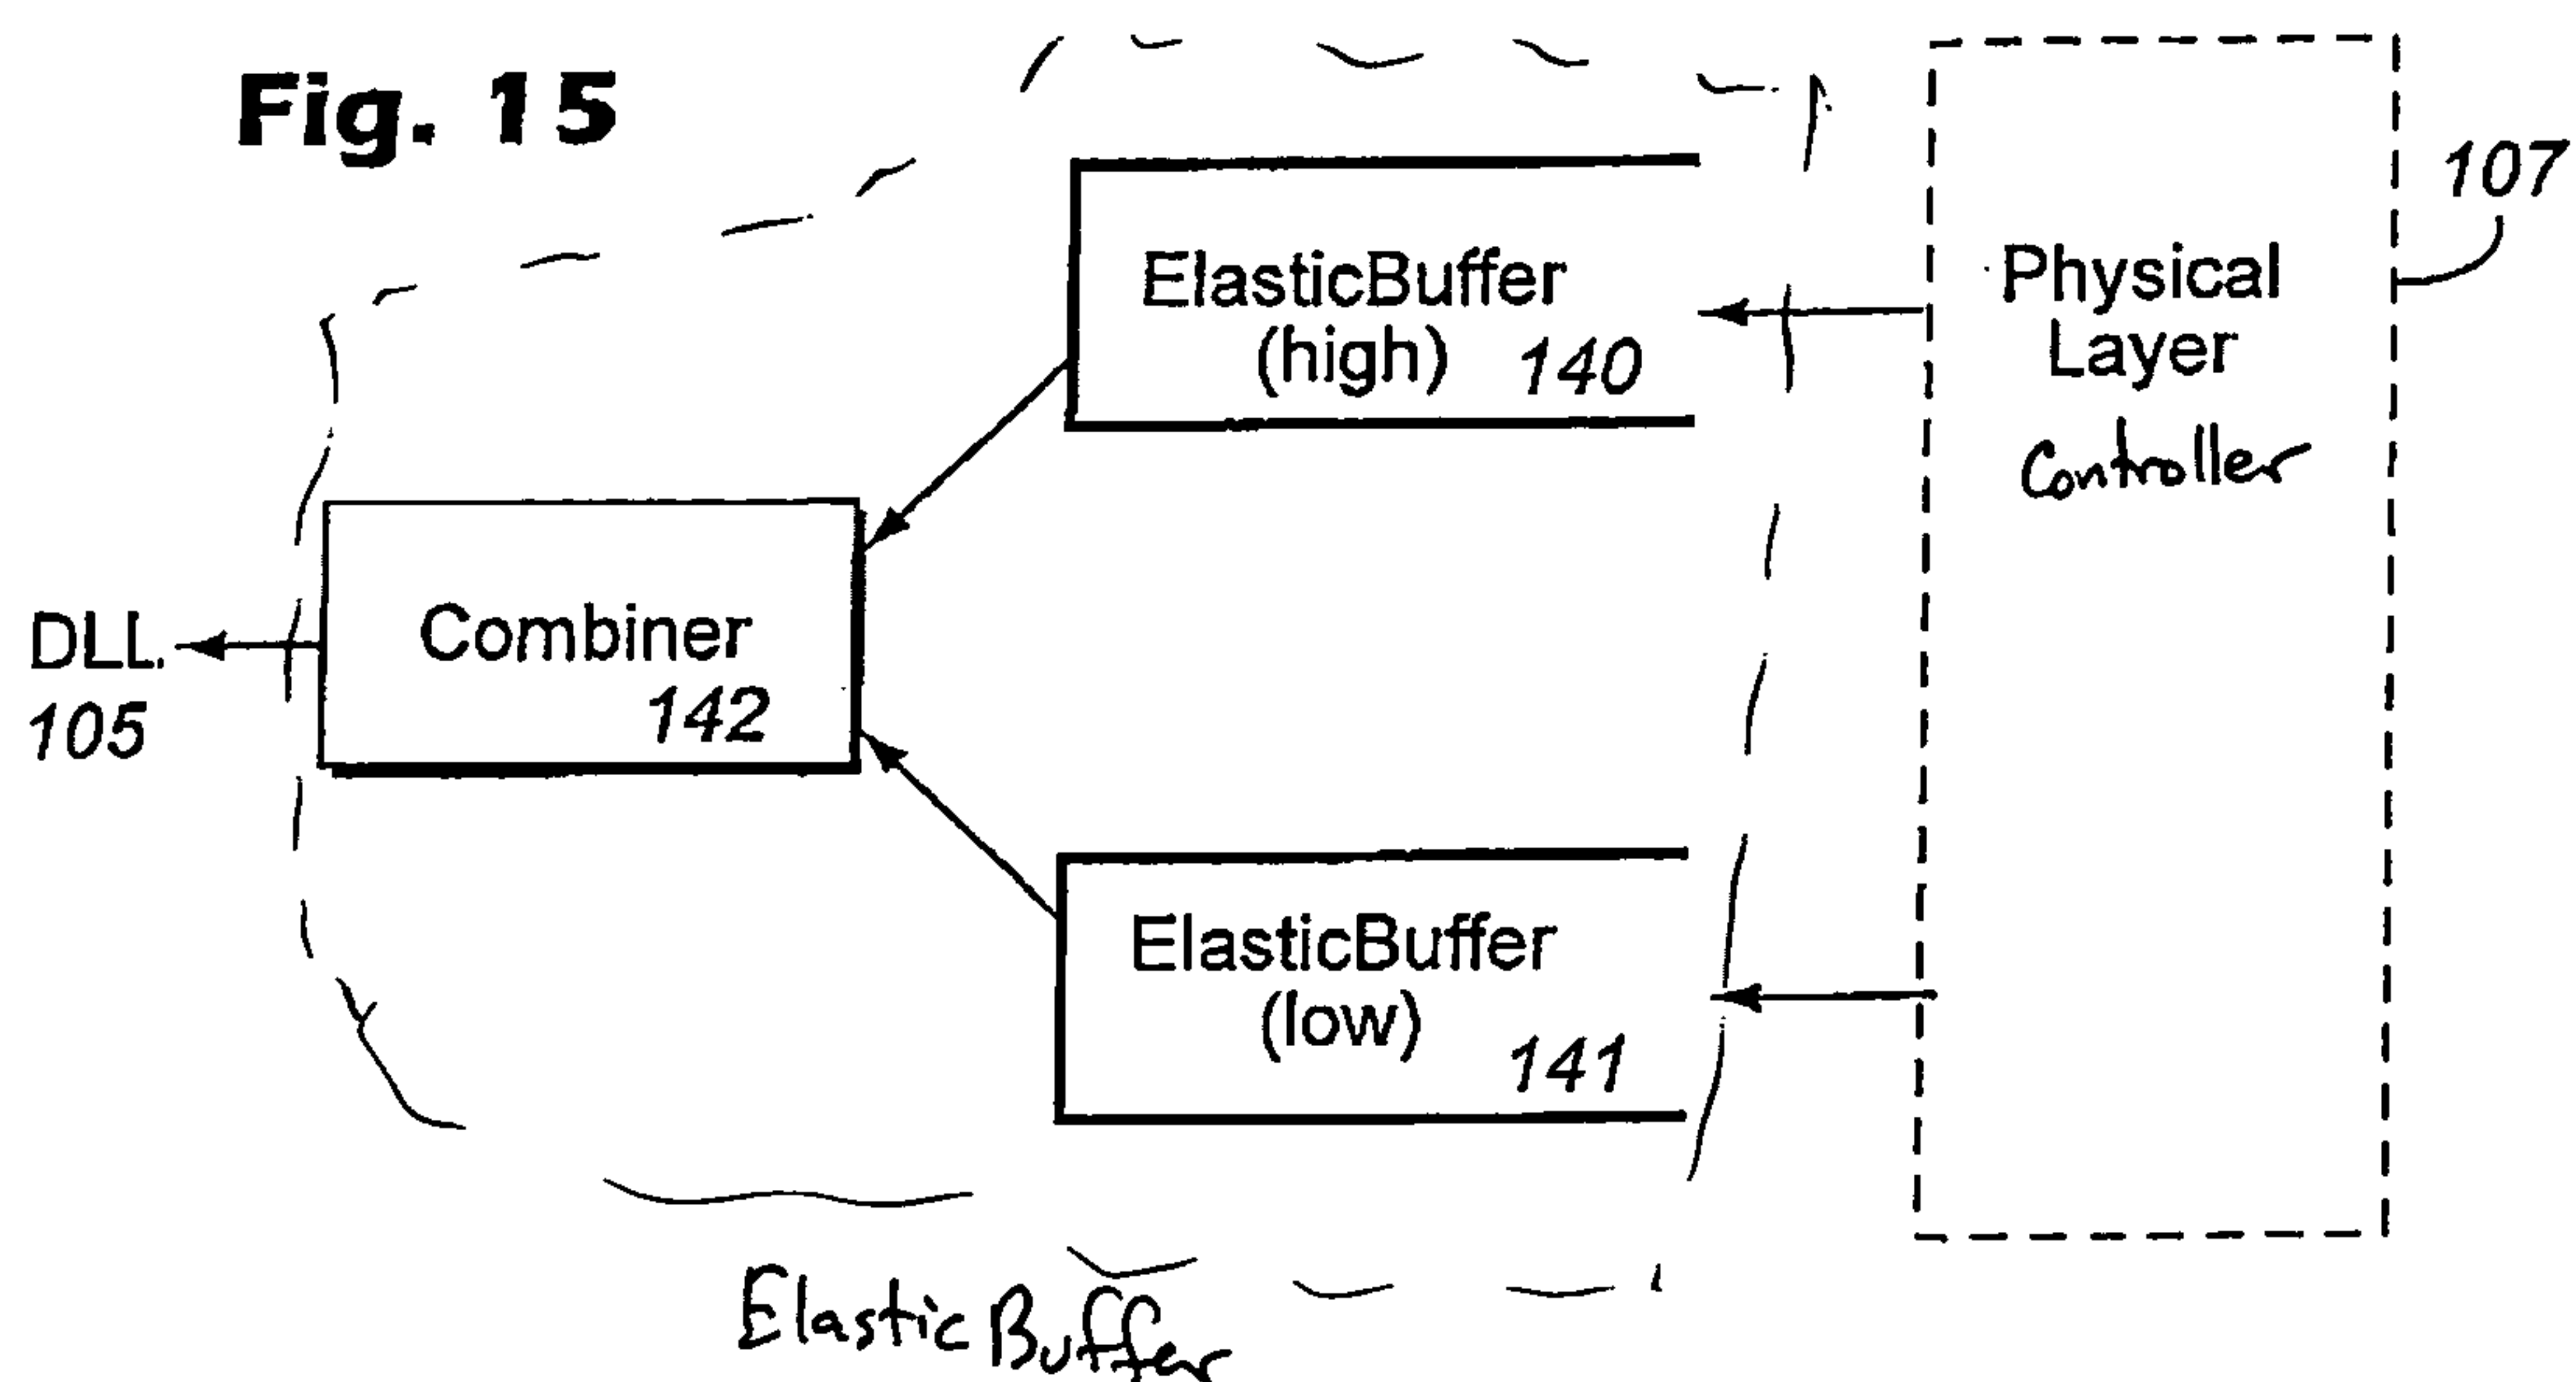 Fig. 15
107
ElasticBuffer
(high) 140
Physical
Layer
Controller
DLL
105
Combiner
142
ElasticBuffer
(low)
141
Elastic Buffer